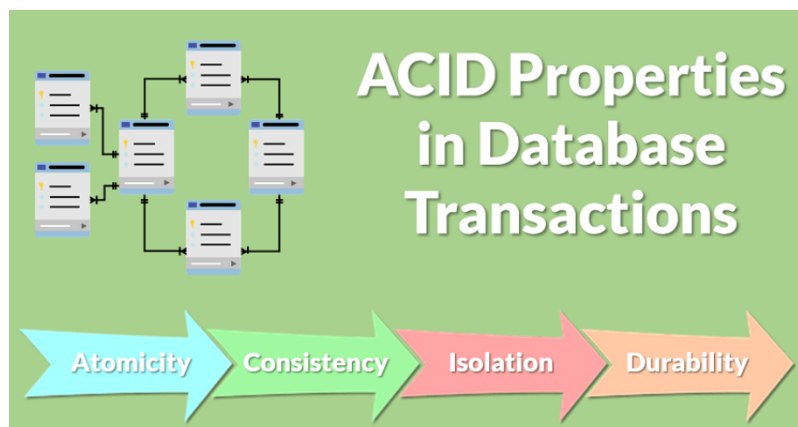 ACID Properties
in Database
Transactions
Atomicity
Consistency
Isolation
Durability